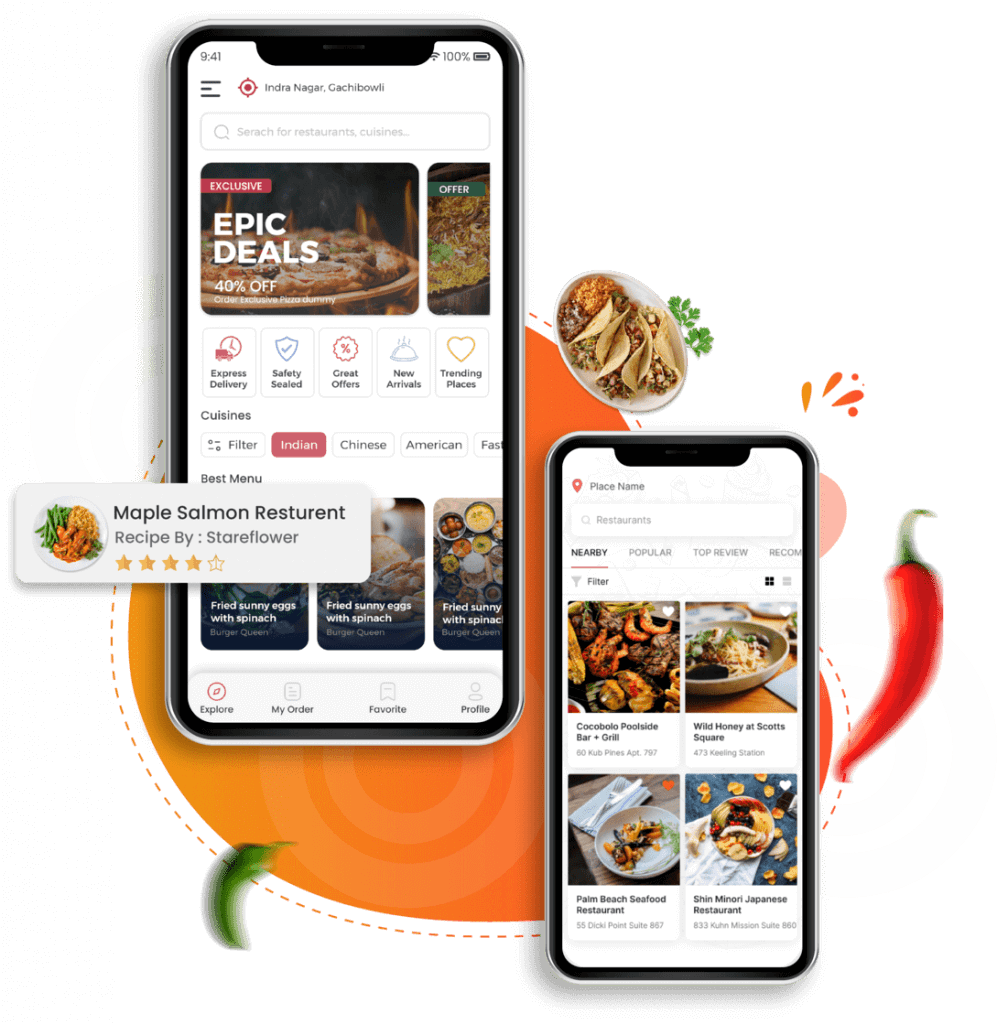 9:41
100%
Indra Nagar, Gachibowli
Serach for restaurants, cuisines...
EXCLUSIVE
EPIC
DEALS
40% OFF
Order Exclusive Pizza dummy
OFFER
Express
Delivery
Safety
Sealed
Great
Offers
New
Arrivals
Trending
Places
Cuisines
Filter
Indian
Chinese
American
Fast
Best Menu
Maple Salmon Resturent
Recipe By : Stareflower
Fried sunny eggs
with spinach
Burger Queen
Fried sunny eggs
with spinach
Burger Queen
Fried sunny
with spinach
Burger Queen
Explore
My Order
Favorite
Profile
Place Name
Restaurants
NEARBY
POPULAR
TOP REVIEW
RECOM
Filter
Cocobolo Poolside
Bar + Grill
60 Kub Pines Apt. 797
Wild Honey at Scotts
Square
473 Keeling Station
Palm Beach Seafood
Restaurant
55 Dickl Point Suite 867
Shin Minori Japanese
Restaurant
833 Kuhn Mission Suite 860